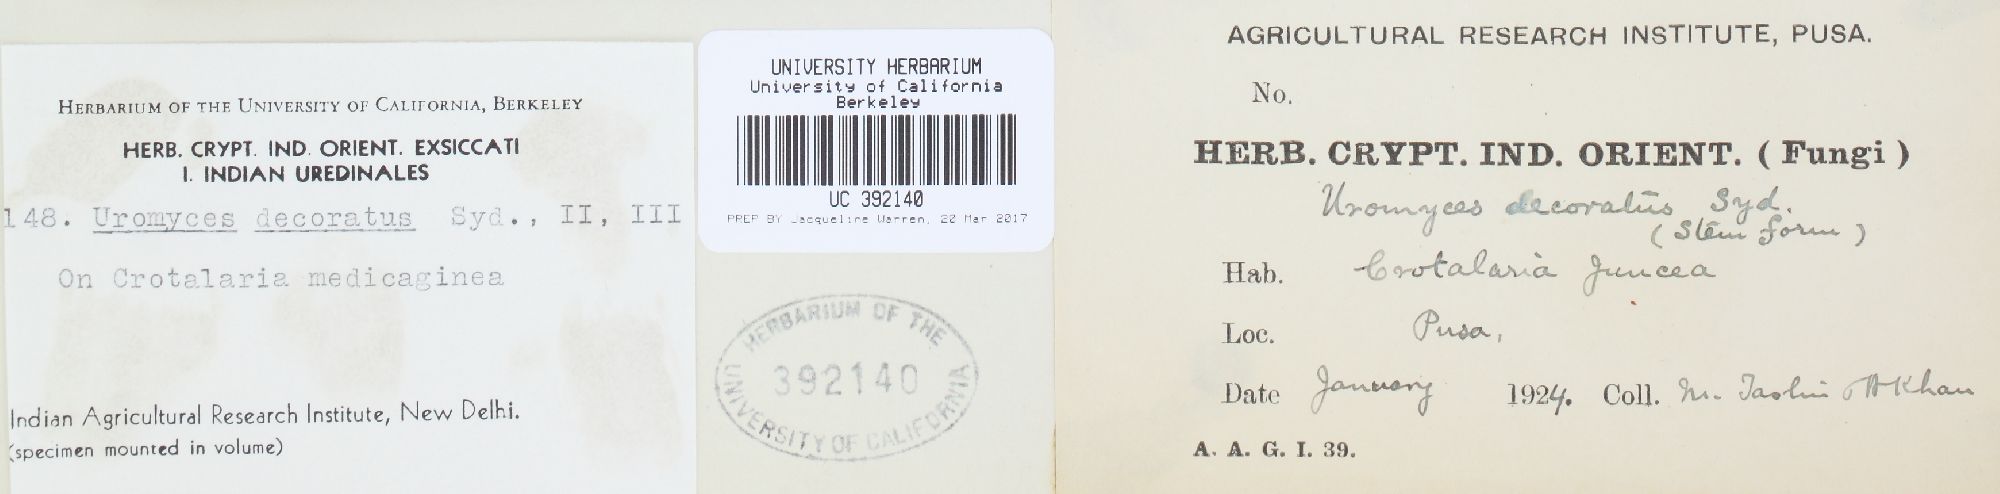 HERBARIUM OF THE UNIVERSITY OF CALIFORNIA, BERKELEY
HERB. CRYPT. IND. ORIENT. EXSICCATI
I. INDIAN UREDINALES
148. Uromyces decoratus Syd., II, III
On Crotalaria medicaginea
Indian Agricultural Research Institute, New Delhi.
(specimen mounted in volume)
UNIVERSITY HERBARIUM
University of California
Berkeley
UC 392140
PREP BY Jacqueline Warren, 22 Mar 2017
HERBARIUM OF THE
392140
UNIVERSITY OF CALIFORNIA
AGRICULTURAL RESEARCH INSTITUTE, PUSA.
No.
HERB. CRYPT. IND. ORIENT. (Fungi)
Uromyces decoratus Syd.
(Stem form)
Hab. Crotalaria Juncea
Loc. Pusa,
Date January 1924. Coll. M. Khan
A. A. G. I. 39.